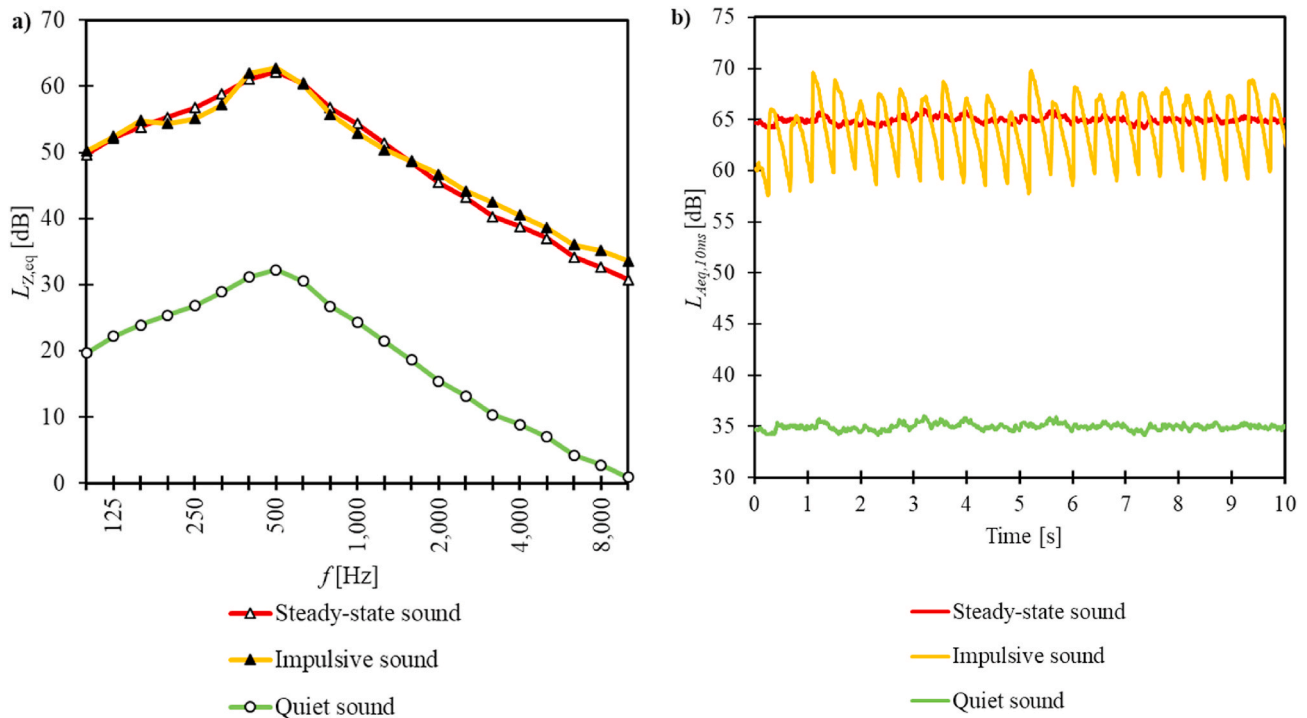 a)
70
60
50
40
30
20
10
0
L_Z,eq [dB]
125
250
500
1,000
2,000
4,000
8,000
f [Hz]
Steady-state sound
Impulsive sound
Quiet sound
b)
75
70
65
60
55
50
45
40
35
30
L_Aeq,10ms [dB]
0 1 2 3 4 5 6 7 8 9 10
Time [s]
Steady-state sound
Impulsive sound
Quiet sound